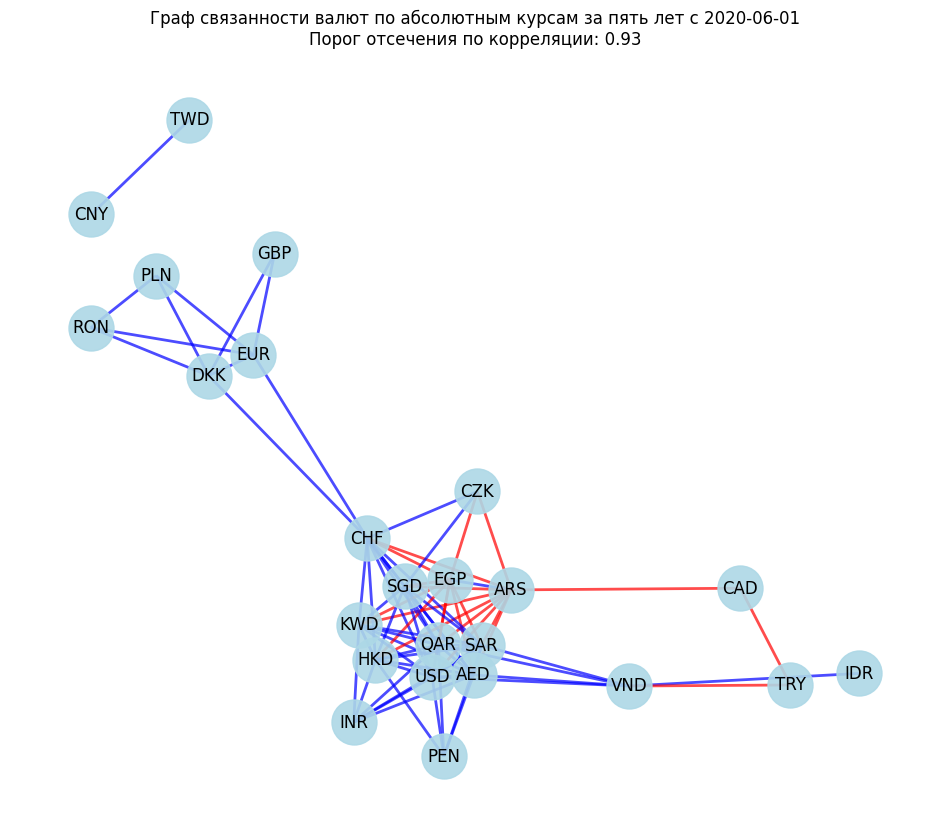 Граф связанности валют по абсолютным курсам за пять лет с 2020-06-01
Порог отсечения по корреляции: 0.93
TWD
CNY
GBP
PLN
RON
EUR
DKK
CZK
CHF
SGD
EGP
ARS
CAD
KWD
QAR
SAR
HKD
USD
AED
VND
TRY
IDR
INR
PEN